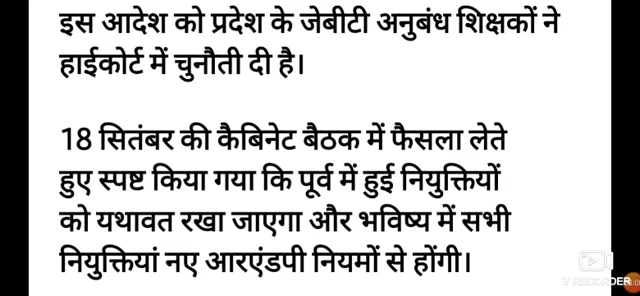 इस आदेश को प्रदेश के जेबीटी अनुबंध शिक्षकों ने
हाईकोर्ट में चुनौती दी है।
18 सितंबर की कैबिनेट बैठक में फैसला लेते
हुए स्पष्ट किया गया कि पूर्व में हुई नियुक्तियों
को यथावत रखा जाएगा और भविष्य में सभी
नियुक्तियां नए आरएंडपी नियमों से होंगी।
V RECORDER